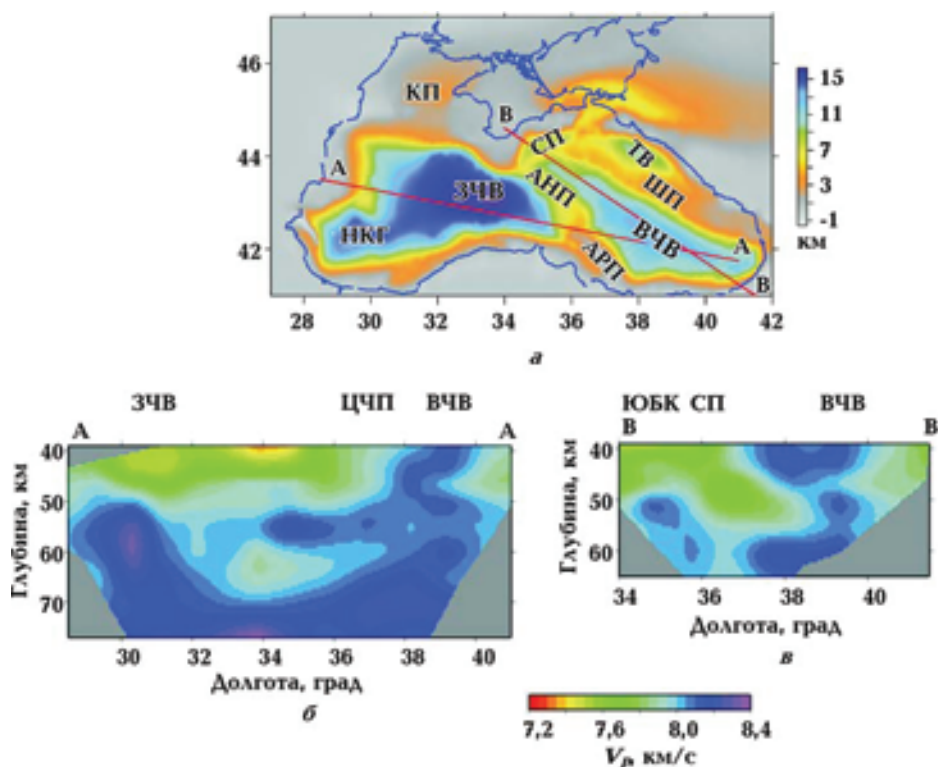 46
44
42
28 30 32 34 36 38 40 42
КП
В
СП
ТВ
А
АНП
ШП
ЗЧВ
НКГ
ВЧВ
А
АРП
В
15
11
7
3
-1
км
а
ЗЧВ ЦЧП ВЧВ
А А
Глубина, км
40
50
60
70
30 32 34 36 38 40
Долгота, град
б
ЮБК СП ВЧВ
В В
Глубина, км
40
50
60
34 36 38 40
Долгота, град
в
7,2 7,6 8,0 8,4
Vp, км/с